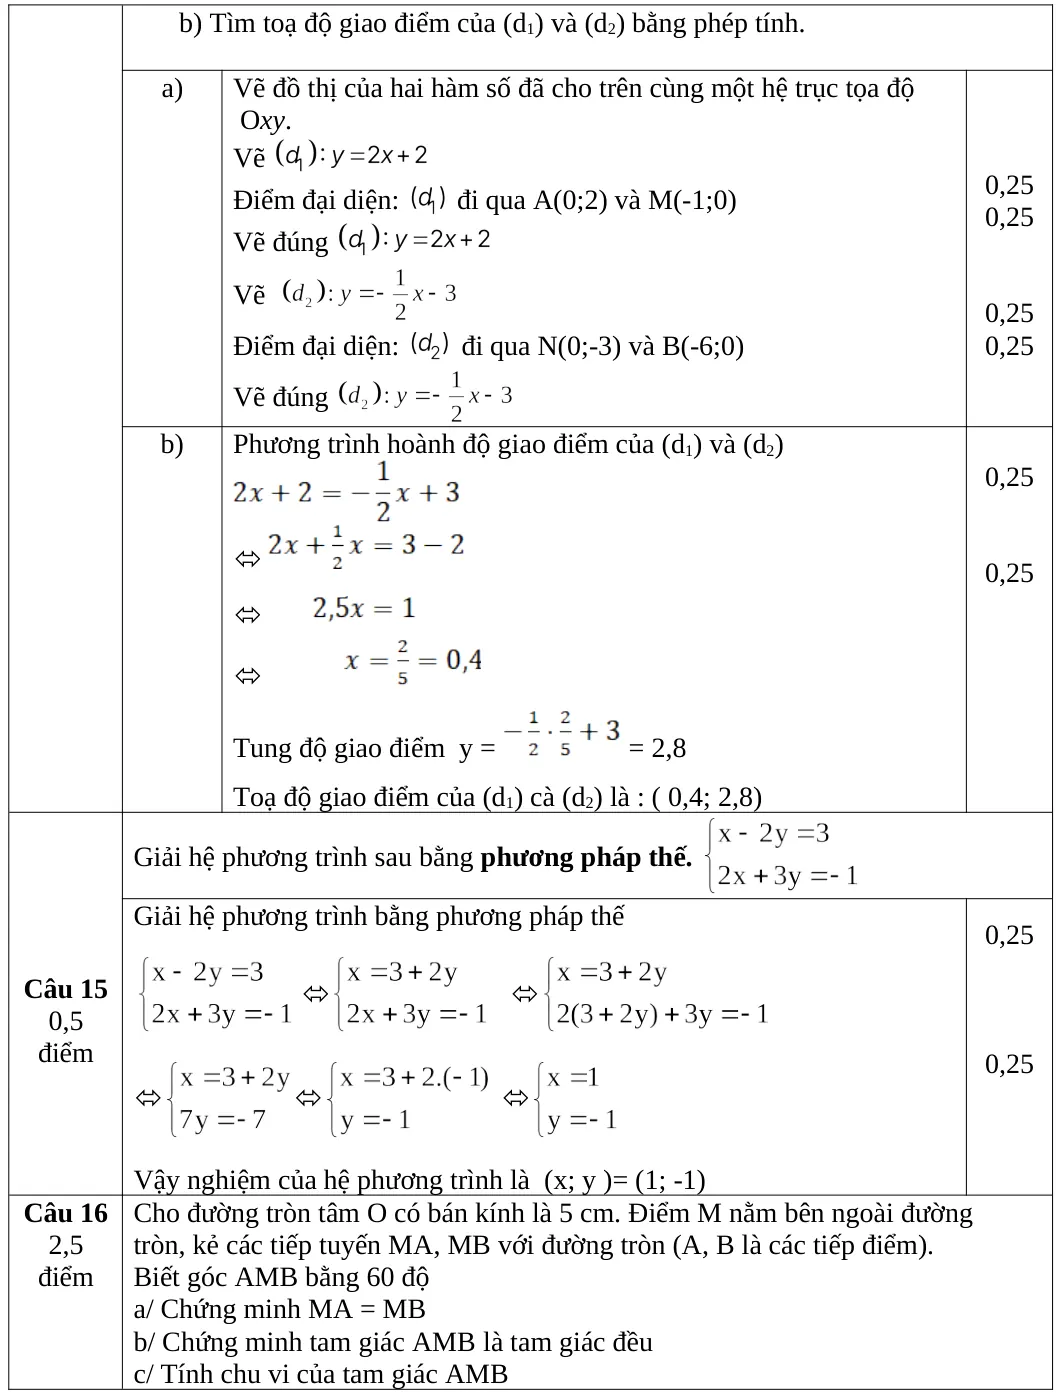 b) Tìm toạ độ giao điểm của (d₁) và (d₂) bằng phép tính.
a)
Vẽ đồ thị của hai hàm số đã cho trên cùng một hệ trục tọa độ
Oxy.
Vẽ (d₁): y = 2x + 2
Điểm đại diện: (d₁) đi qua A(0;2) và M(-1;0)
Vẽ đúng (d₁): y = 2x + 2
Vẽ (d₂): y = - 1/2 x - 3
Điểm đại diện: (d₂) đi qua N(0;-3) và B(-6;0)
Vẽ đúng (d₂): y = - 1/2 x - 3
0,25
0,25
0,25
0,25
b)
Phương trình hoành độ giao điểm của (d₁) và (d₂)
2x + 2 = - 1/2 x + 3
⇔ 2x + 1/2 x = 3 − 2
⇔ 2,5x = 1
⇔ x = 2/5 = 0,4
Tung độ giao điểm y = - 1/2 · 2/5 + 3 = 2,8
Toạ độ giao điểm của (d₁) cà (d₂) là : ( 0,4; 2,8)
0,25
0,25
Câu 15
0,5
điểm
Giải hệ phương trình sau bằng phương pháp thế. { x - 2y = 3
2x + 3y = - 1
Giải hệ phương trình bằng phương pháp thế
{ x - 2y = 3 ⇔ { x = 3 + 2y ⇔ { x = 3 + 2y
2x + 3y = - 1 2x + 3y = - 1 2(3 + 2y) + 3y = - 1
⇔ { x = 3 + 2y ⇔ { x = 3 + 2.(- 1) ⇔ { x = 1
7y = - 7 y = - 1 y = - 1
Vậy nghiệm của hệ phương trình là (x; y )= (1; -1)
0,25
0,25
Câu 16
2,5
điểm
Cho đường tròn tâm O có bán kính là 5 cm. Điểm M nằm bên ngoài đường
tròn, kẻ các tiếp tuyến MA, MB với đường tròn (A, B là các tiếp điểm).
Biết góc AMB bằng 60 độ
a/ Chứng minh MA = MB
b/ Chứng minh tam giác AMB là tam giác đều
c/ Tính chu vi của tam giác AMB